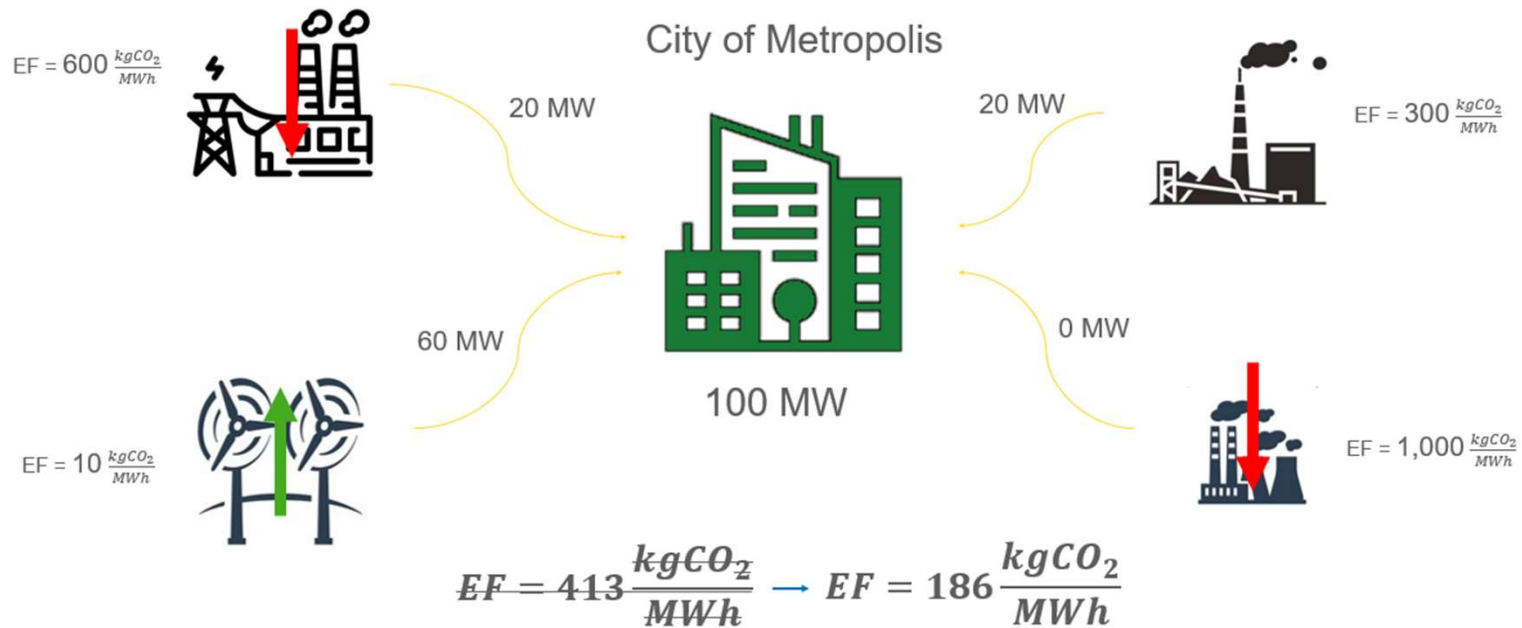 City of Metropolis
EF = 600 kgCO₂/MWh
20 MW
20 MW
EF = 300 kgCO₂/MWh
60 MW
0 MW
100 MW
EF = 10 kgCO₂/MWh
EF = 1,000 kgCO₂/MWh
EF = 413 kgCO₂/MWh → EF = 186 kgCO₂/MWh